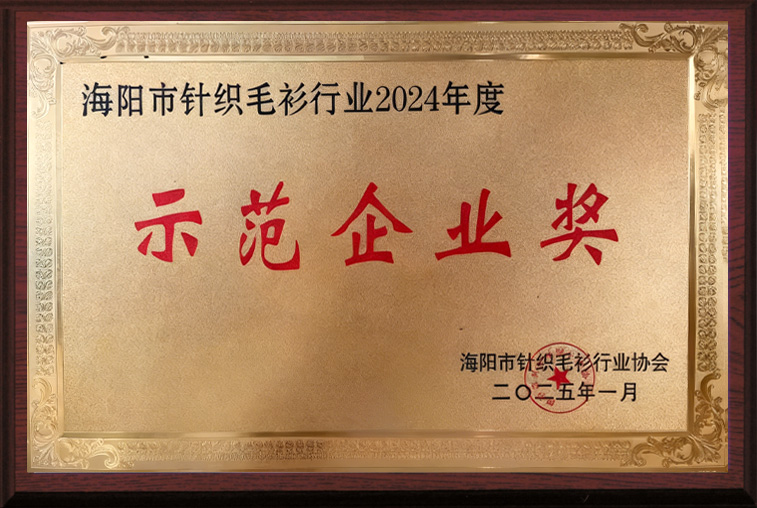 海阳市针织毛衫行业2024年度
示范企业奖
海阳市针织毛衫行业协会
二〇二五年一月